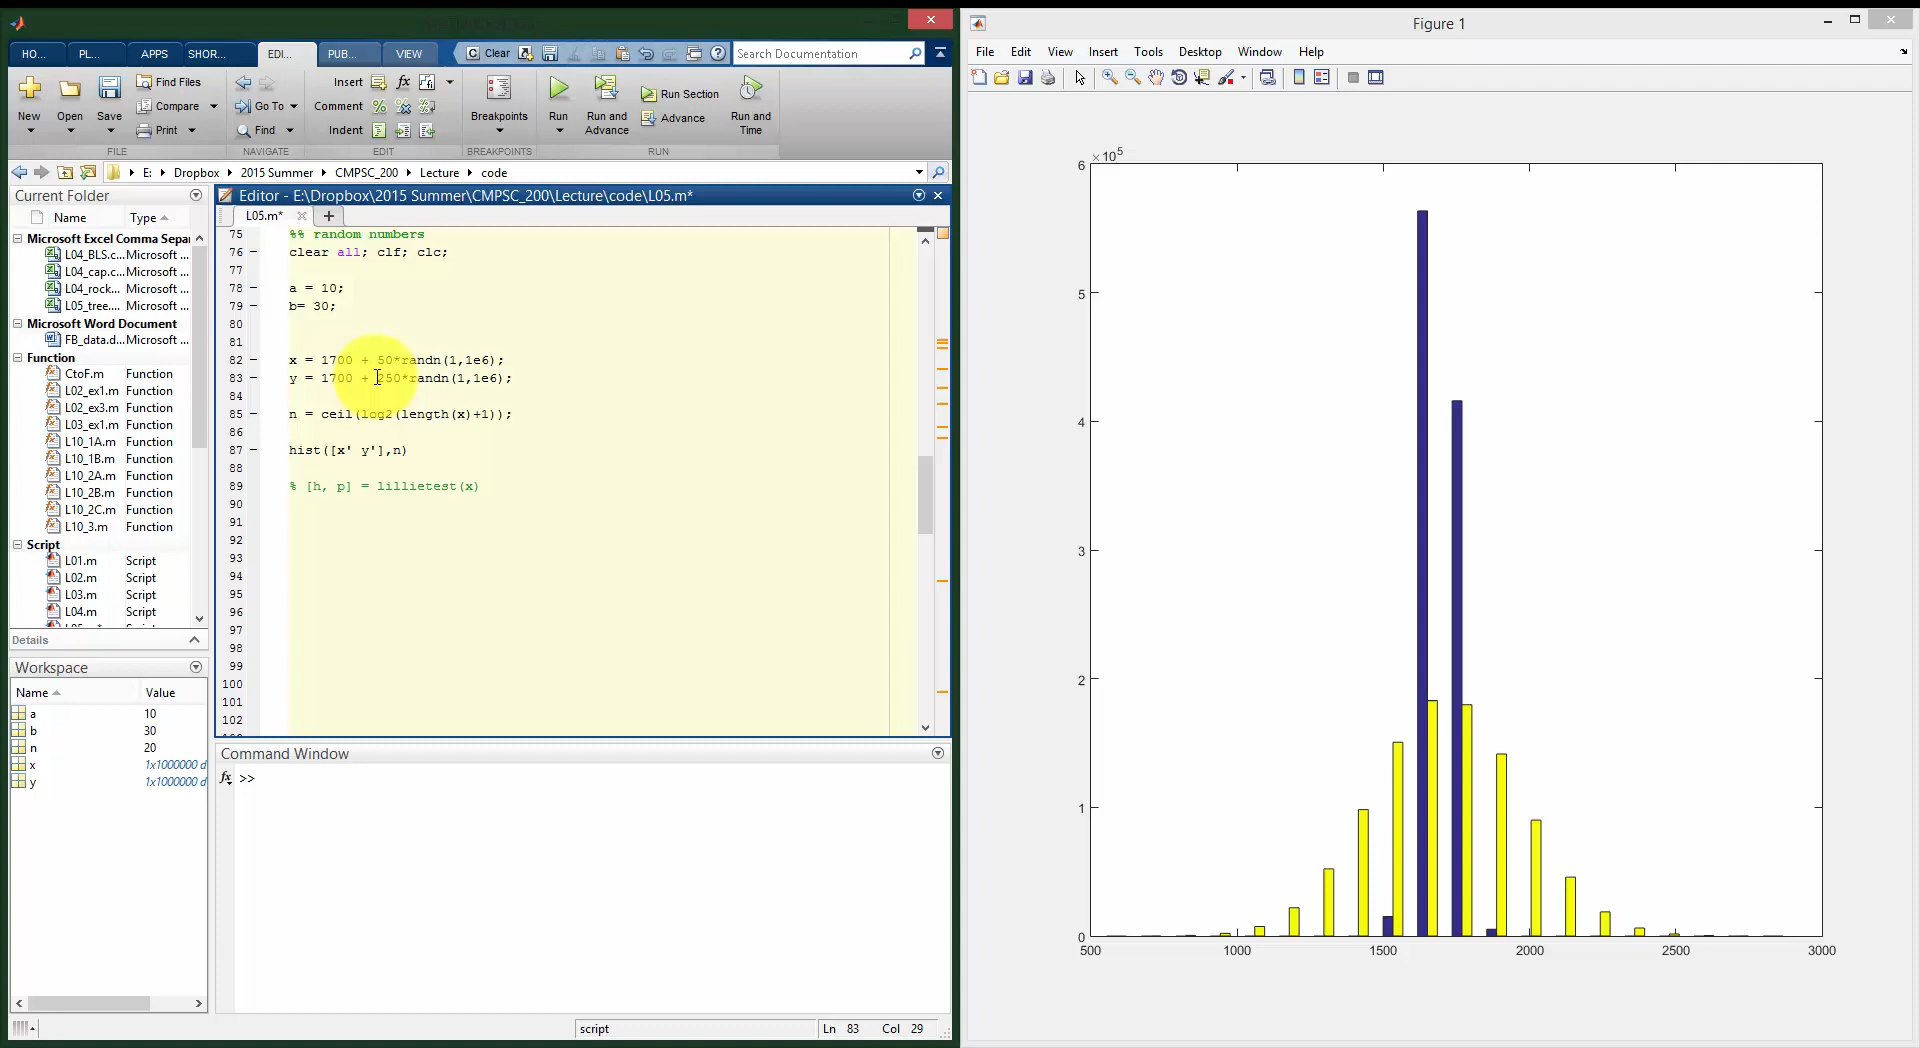 Figure 1
HO...
PL...
APPS
SHOR...
EDI...
PUB...
VIEW
Clear
Search Documentation
File Edit View Insert Tools Desktop Window Help
New
Open
Save
Find Files
Compare
Print
FILE
Go To
Find
NAVIGATE
Insert
Comment
Indent
EDIT
Breakpoints
BREAKPOINTS
Run
Run and Advance
Run Section
Advance
Run and Time
RUN
E: Dropbox 2015 Summer CMPSC_200 Lecture code
Current Folder
Name Type
Microsoft Excel Comma Separ
L04_BLS.c... Microsoft ...
L04_cap.c... Microsoft ...
L04_rock... Microsoft ...
L05_tree.... Microsoft ...
Microsoft Word Document
FB_data.d... Microsoft ...
Function
CtoF.m Function
L02_ex1.m Function
L02_ex3.m Function
L03_ex1.m Function
L10_1A.m Function
L10_1B.m Function
L10_2A.m Function
L10_2B.m Function
L10_2C.m Function
L10_3.m Function
Script
L01.m Script
L02.m Script
L03.m Script
L04.m Script
Details
Workspace
Name Value
a 10
b 30
n 20
x 1x1000000 d
y 1x1000000 d
Editor - E:\Dropbox\2015 Summer\CMPSC_200\Lecture\code\L05.m*
L05.m*
75 %% random numbers
76 – clear all; clf; clc;
77
78 – a = 10;
79 – b= 30;
80
81
82 – x = 1700 + 50*randn(1,1e6);
83 – y = 1700 + 250*randn(1,1e6);
84
85 – n = ceil(log2(length(x)+1));
86
87 – hist([x' y'],n)
88
89 % [h, p] = lillietest(x)
90
91
92
93
94
95
96
97
98
99
100
101
102
Command Window
fx >>
script
Ln 83 Col 29
×10^5
6
5
4
3
2
1
0
500 1000 1500 2000 2500 3000